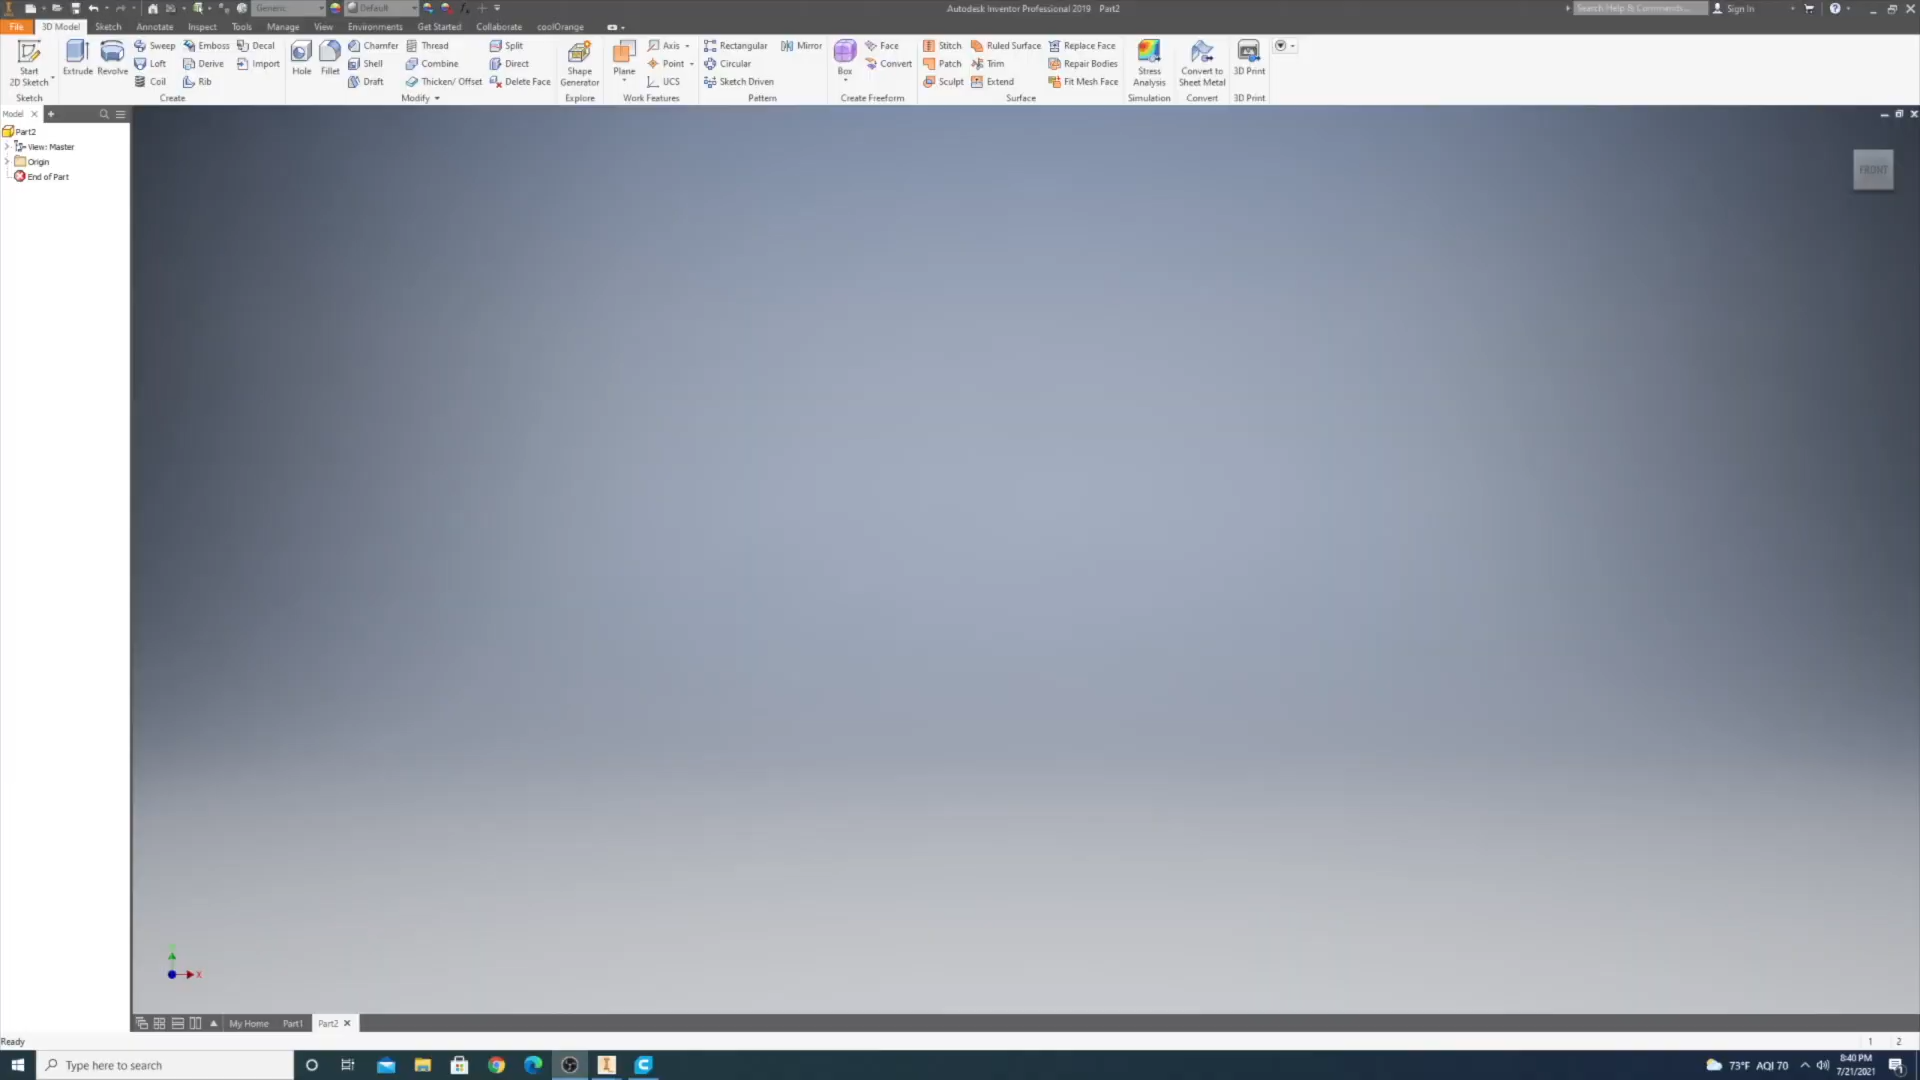 Generic Default Autodesk Inventor Professional 2019 Part2 Search Help & Commands... Sign In
File 3D Model Sketch Annotate Inspect Tools Manage View Environments Get Started Collaborate coolOrange
Sweep Emboss Decal Chamfer Thread Split Axis Rectangular Mirror Face Stitch Ruled Surface Replace Face
Loft Derive Import Shell Combine Direct Point Circular Convert Patch Trim Repair Bodies
Start 2D Sketch Extrude Revolve Hole Fillet Shape Generator Plane Box Stress Analysis Convert to Sheet Metal 3D Print
Coil Rib Draft Thicken/ Offset Delete Face UCS Sketch Driven Sculpt Extend Fit Mesh Face
Sketch Create Modify Explore Work Features Pattern Create Freeform Surface Simulation Convert 3D Print
Model
Part2
View: Master
Origin
End of Part
FRONT
X
My Home Part1 Part2
Ready 1 2
Type here to search 73°F AQI 70 8:40 PM
7/21/2021